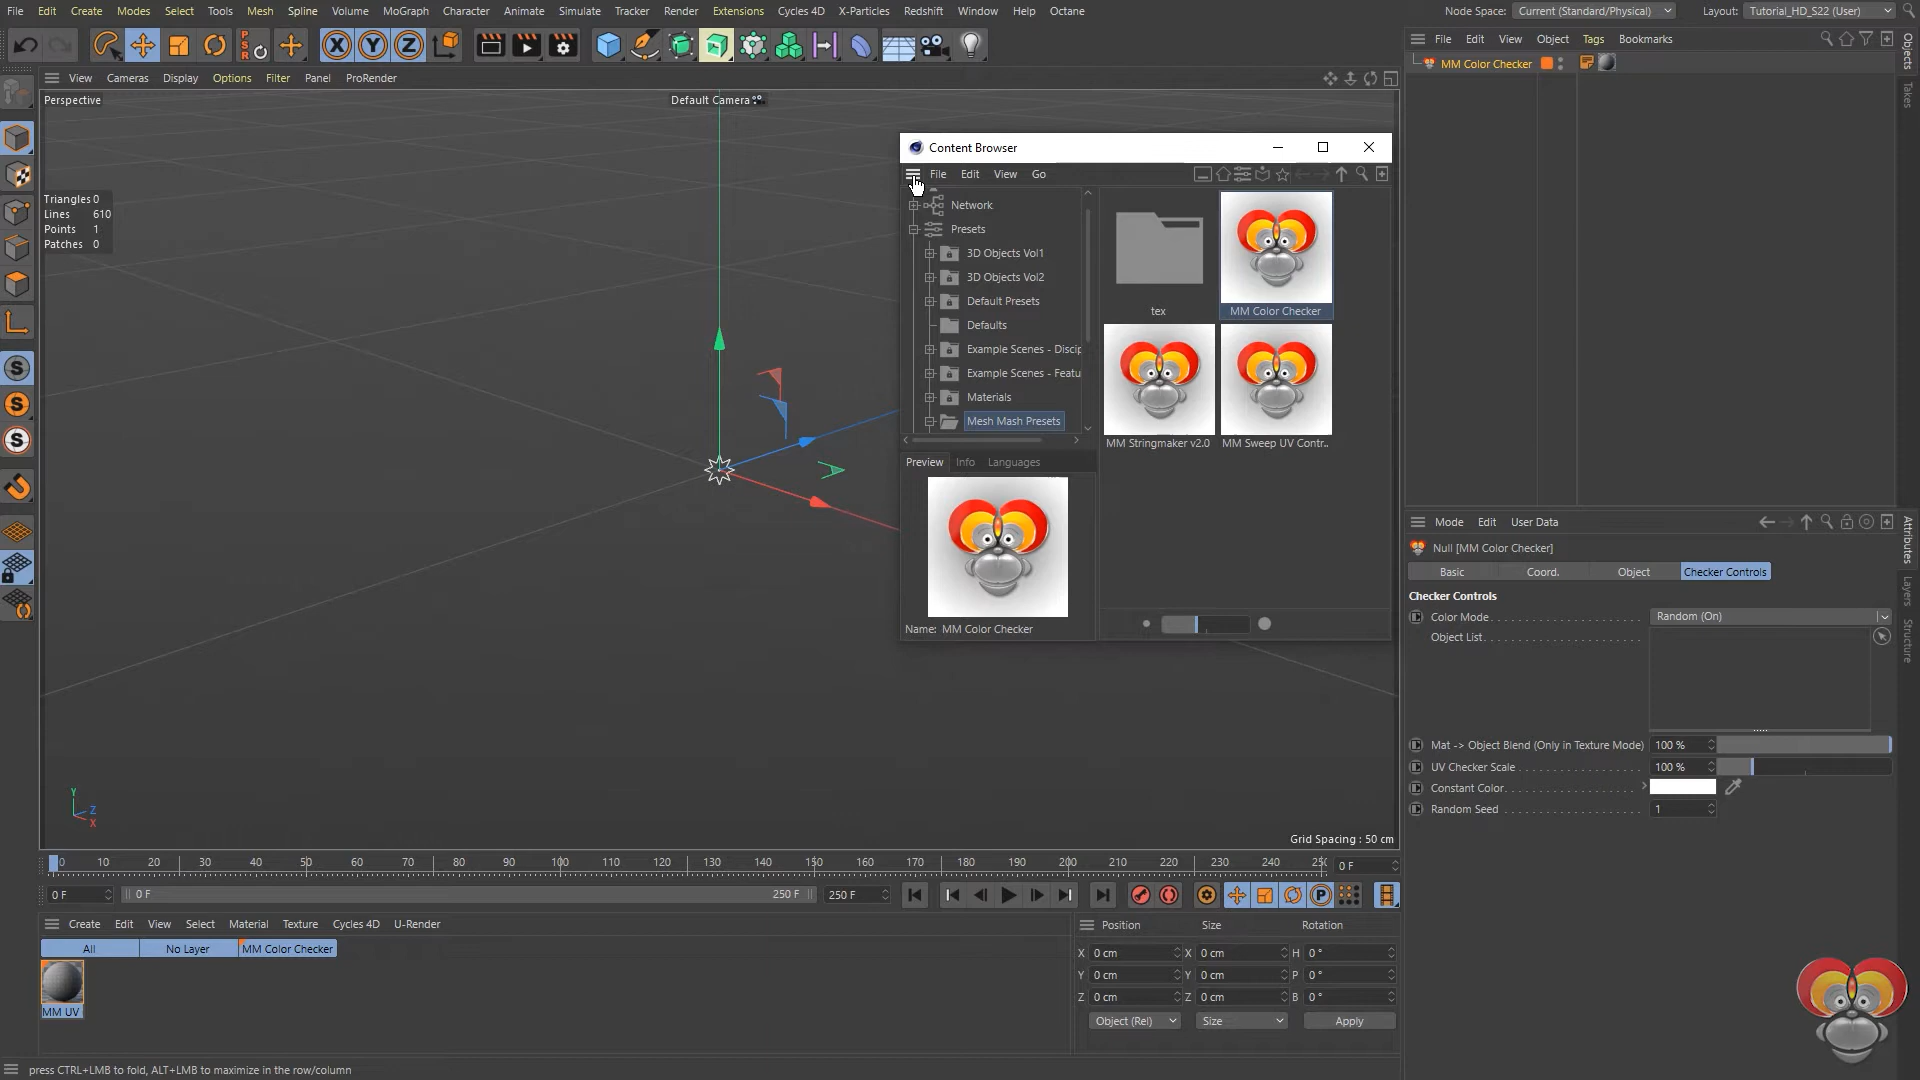 File Edit Create Modes Select Tools Mesh Spline Volume MoGraph Character Animate Simulate Tracker Render Extensions Cycles 4D X-Particles Redshift Window Help Octane
Node Space: Current (Standard/Physical) Layout: Tutorial_HD_S22 (User)
PSR X Y Z
File Edit View Object Tags Bookmarks
MM Color Checker
Objects
Takes
View Cameras Display Options Filter Panel ProRender
Perspective
Default Camera
Triangles 0
Lines 610
Points 1
Patches 0
Content Browser
File Edit View Go
Network
Presets
3D Objects Vol1
3D Objects Vol2
Default Presets
Defaults
Example Scenes - Discip
Example Scenes - Featu
Materials
Mesh Mash Presets
tex
MM Color Checker
MM Stringmaker v2.0
MM Sweep UV Contr..
Preview Info Languages
Name: MM Color Checker
S
S
S
Y
Z
X
Grid Spacing : 50 cm
Mode Edit User Data
Null [MM Color Checker]
Basic Coord. Object Checker Controls
Checker Controls
Color Mode Random (On)
Object List
Mat -> Object Blend (Only in Texture Mode) 100 %
UV Checker Scale 100 %
Constant Color
Random Seed 1
Attributes
Layers
Structure
0 10 20 30 40 50 60 70 80 90 100 110 120 130 140 150 160 170 180 190 200 210 220 230 240 25 0 F
0 F 0 F 250 F 250 F P
Create Edit View Select Material Texture Cycles 4D U-Render
All No Layer MM Color Checker
MM UV
Position Size Rotation
X 0 cm X 0 cm H 0 °
Y 0 cm Y 0 cm P 0 °
Z 0 cm Z 0 cm B 0 °
Object (Rel) Size Apply
press CTRL+LMB to fold, ALT+LMB to maximize in the row/column